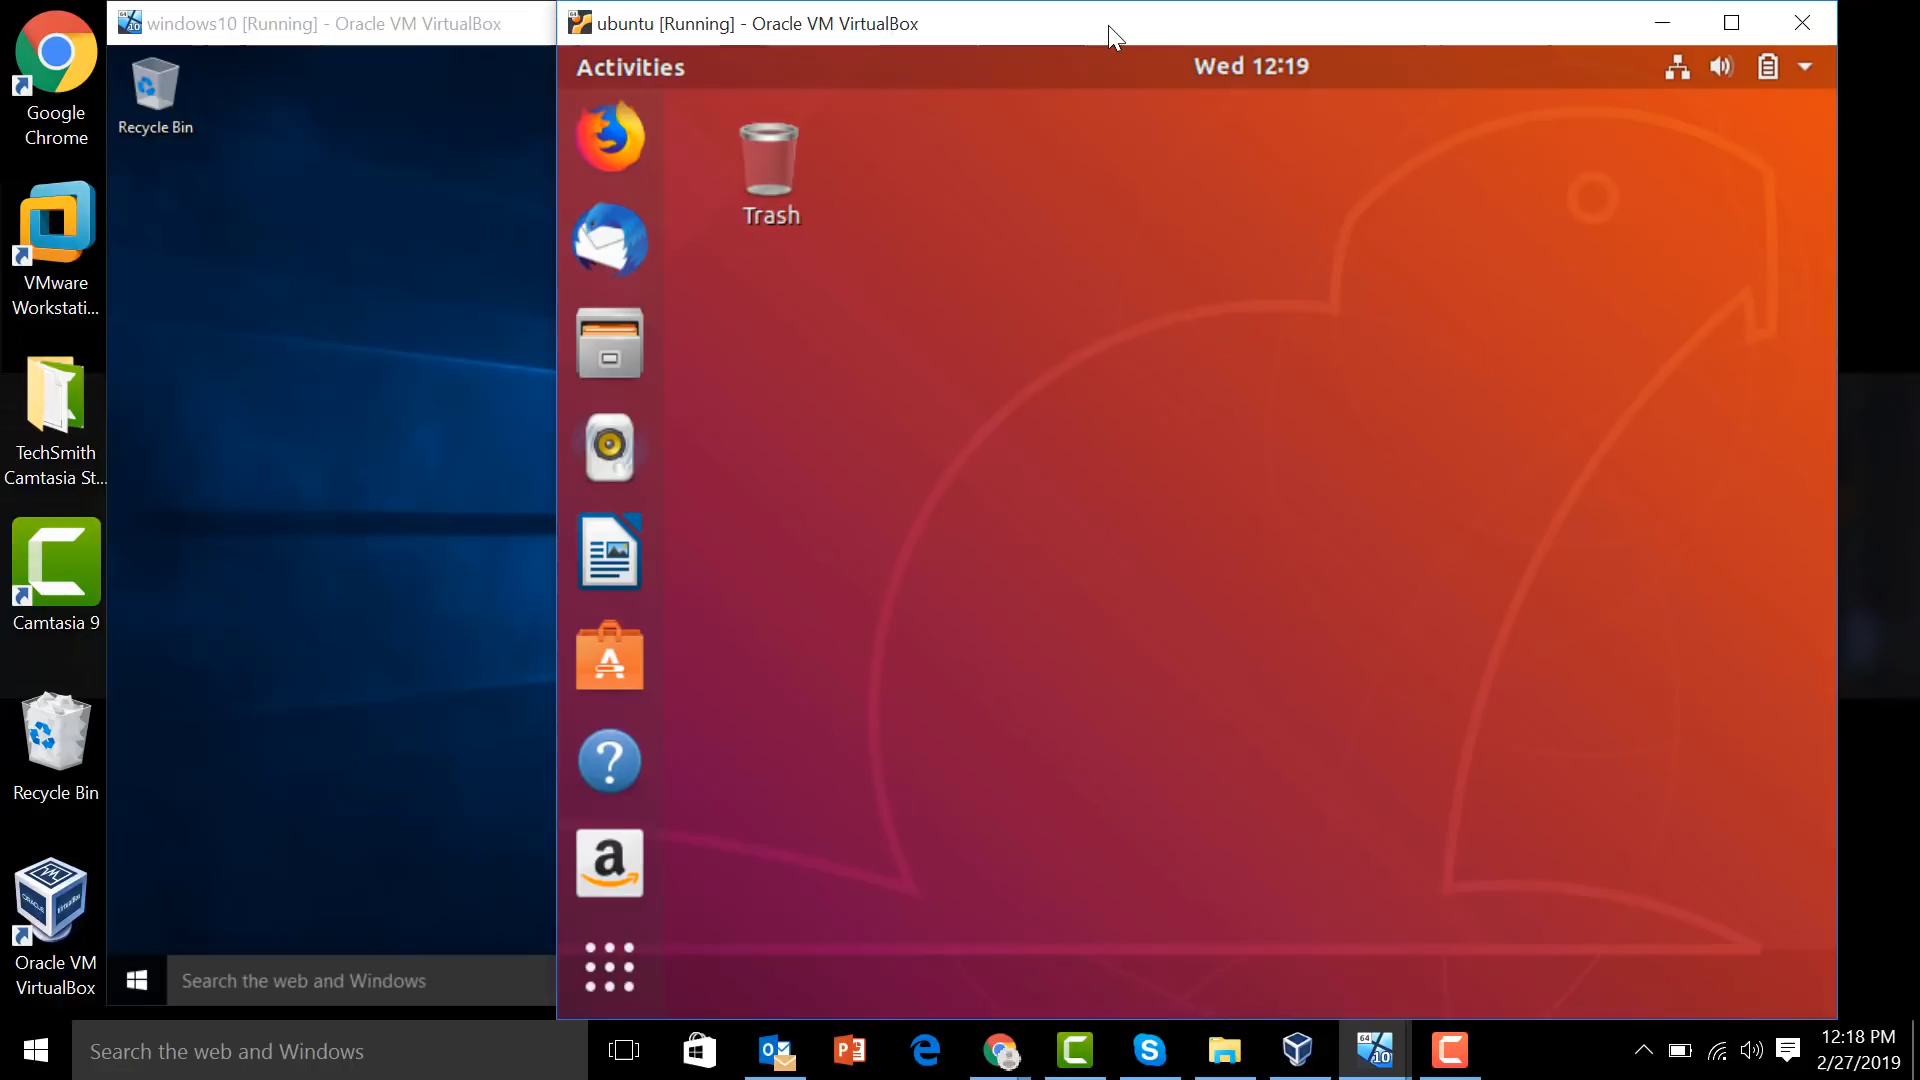 Google
Chrome
VMware
Workstati...
TechSmith
Camtasia St...
Camtasia 9
Recycle Bin
Oracle VM
VirtualBox
windows10 [Running] - Oracle VM VirtualBox
Recycle Bin
Search the web and Windows
ubuntu [Running] - Oracle VM VirtualBox
Activities
Wed 12:19
Trash
Search the web and Windows
12:18 PM
2/27/2019